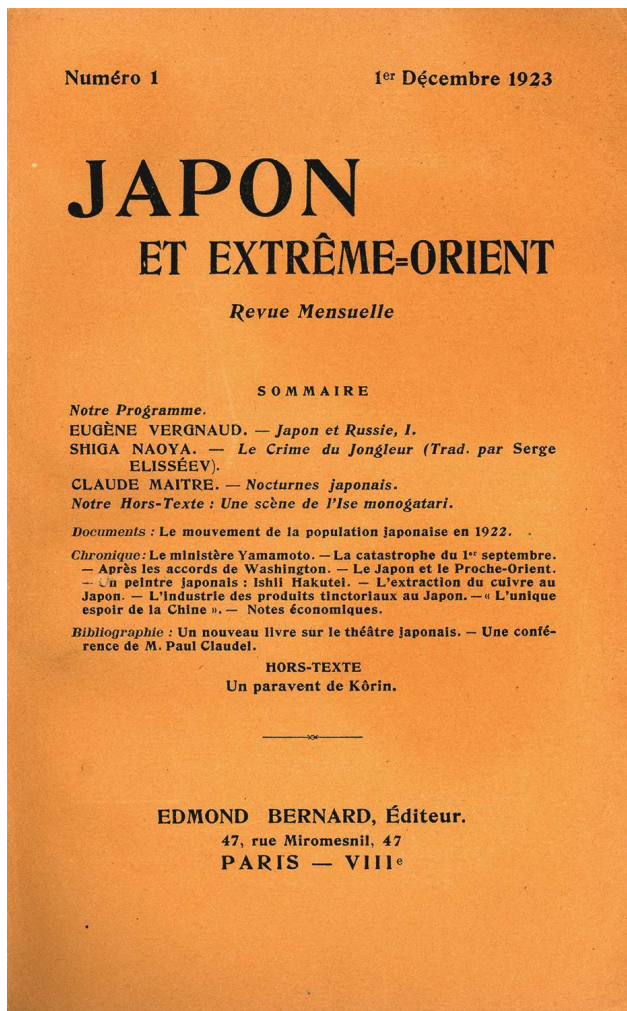 Numéro 1
1er Décembre 1923
JAPON
ET EXTRÊME=ORIENT
Revue Mensuelle
SOMMAIRE
Notre Programme.
EUGÈNE VERGNAUD. — Japon et Russie, I.
SHIGA NAOYA. — Le Crime du Jongleur (Trad. par Serge
ELISSÉEV).
CLAUDE MAITRE. — Nocturnes japonais.
Notre Hors-Texte : Une scène de l'Ise monogatari.
Documents : Le mouvement de la population japonaise en 1922.
Chronique : Le ministère Yamamoto. — La catastrophe du 1er septembre.
— Après les accords de Washington. — Le Japon et le Proche-Orient.
— Un peintre japonais : Ishii Hakutei. — L'extraction du cuivre au
Japon. — L'industrie des produits tinctoriaux au Japon. — « L'unique
espoir de la Chine ». — Notes économiques.
Bibliographie : Un nouveau livre sur le théâtre japonais. — Une confé-
rence de M. Paul Claudel.
HORS-TEXTE
Un paravent de Kôrin.
EDMOND BERNARD, Éditeur.
47, rue Miromesnil, 47
PARIS — VIIIe